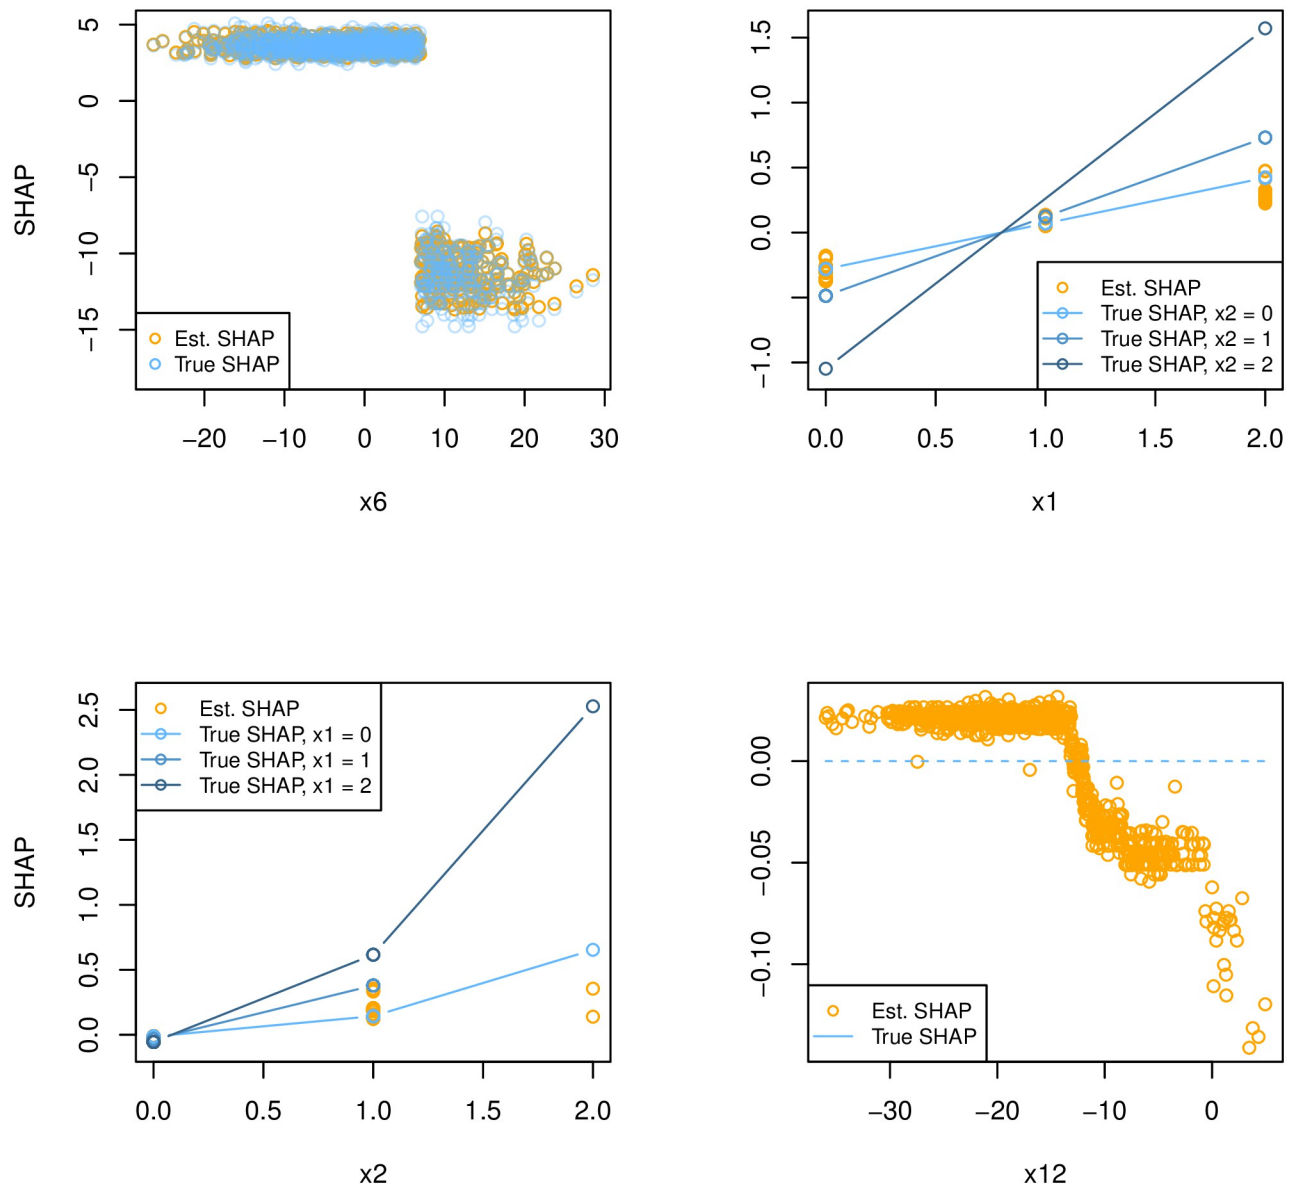 SHAP
5
0
−5
−10
−15
Est. SHAP
True SHAP
−20 −10 0 10 20 30
x6
1.5
1.0
0.5
0.0
−1.0
Est. SHAP
True SHAP, x2 = 0
True SHAP, x2 = 1
True SHAP, x2 = 2
0.0 0.5 1.0 1.5 2.0
x1
SHAP
2.5
2.0
1.5
1.0
0.5
0.0
Est. SHAP
True SHAP, x1 = 0
True SHAP, x1 = 1
True SHAP, x1 = 2
0.0 0.5 1.0 1.5 2.0
x2
0.00
−0.05
−0.10
Est. SHAP
True SHAP
−30 −20 −10 0
x12